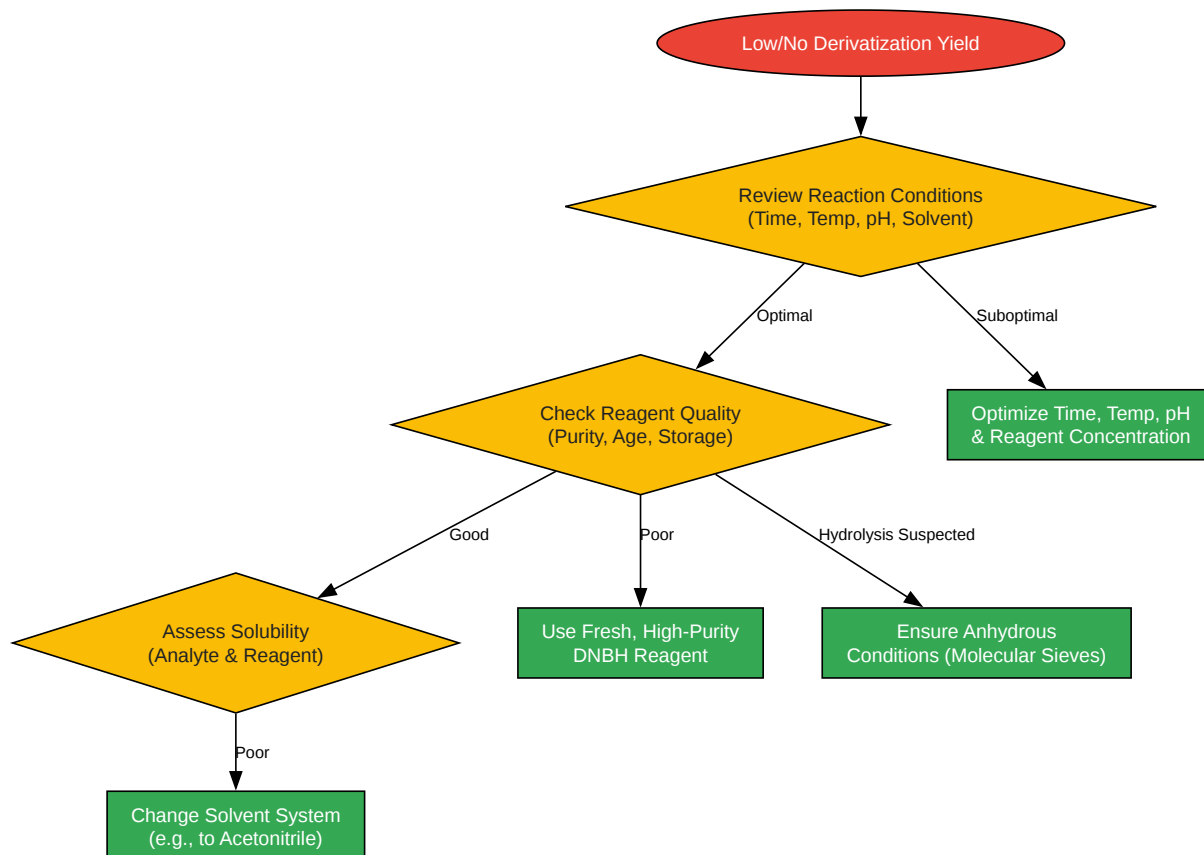 Low/No Derivatization Yield
Review Reaction Conditions
(Time, Temp, pH, Solvent)
Optimal
Suboptimal
Check Reagent Quality
(Purity, Age, Storage)
Optimize Time, Temp, pH
& Reagent Concentration
Good
Poor
Hydrolysis Suspected
Assess Solubility
(Analyte & Reagent)
Use Fresh, High-Purity
DNBH Reagent
Ensure Anhydrous
Conditions (Molecular Sieves)
Poor
Change Solvent System
(e.g., to Acetonitrile)